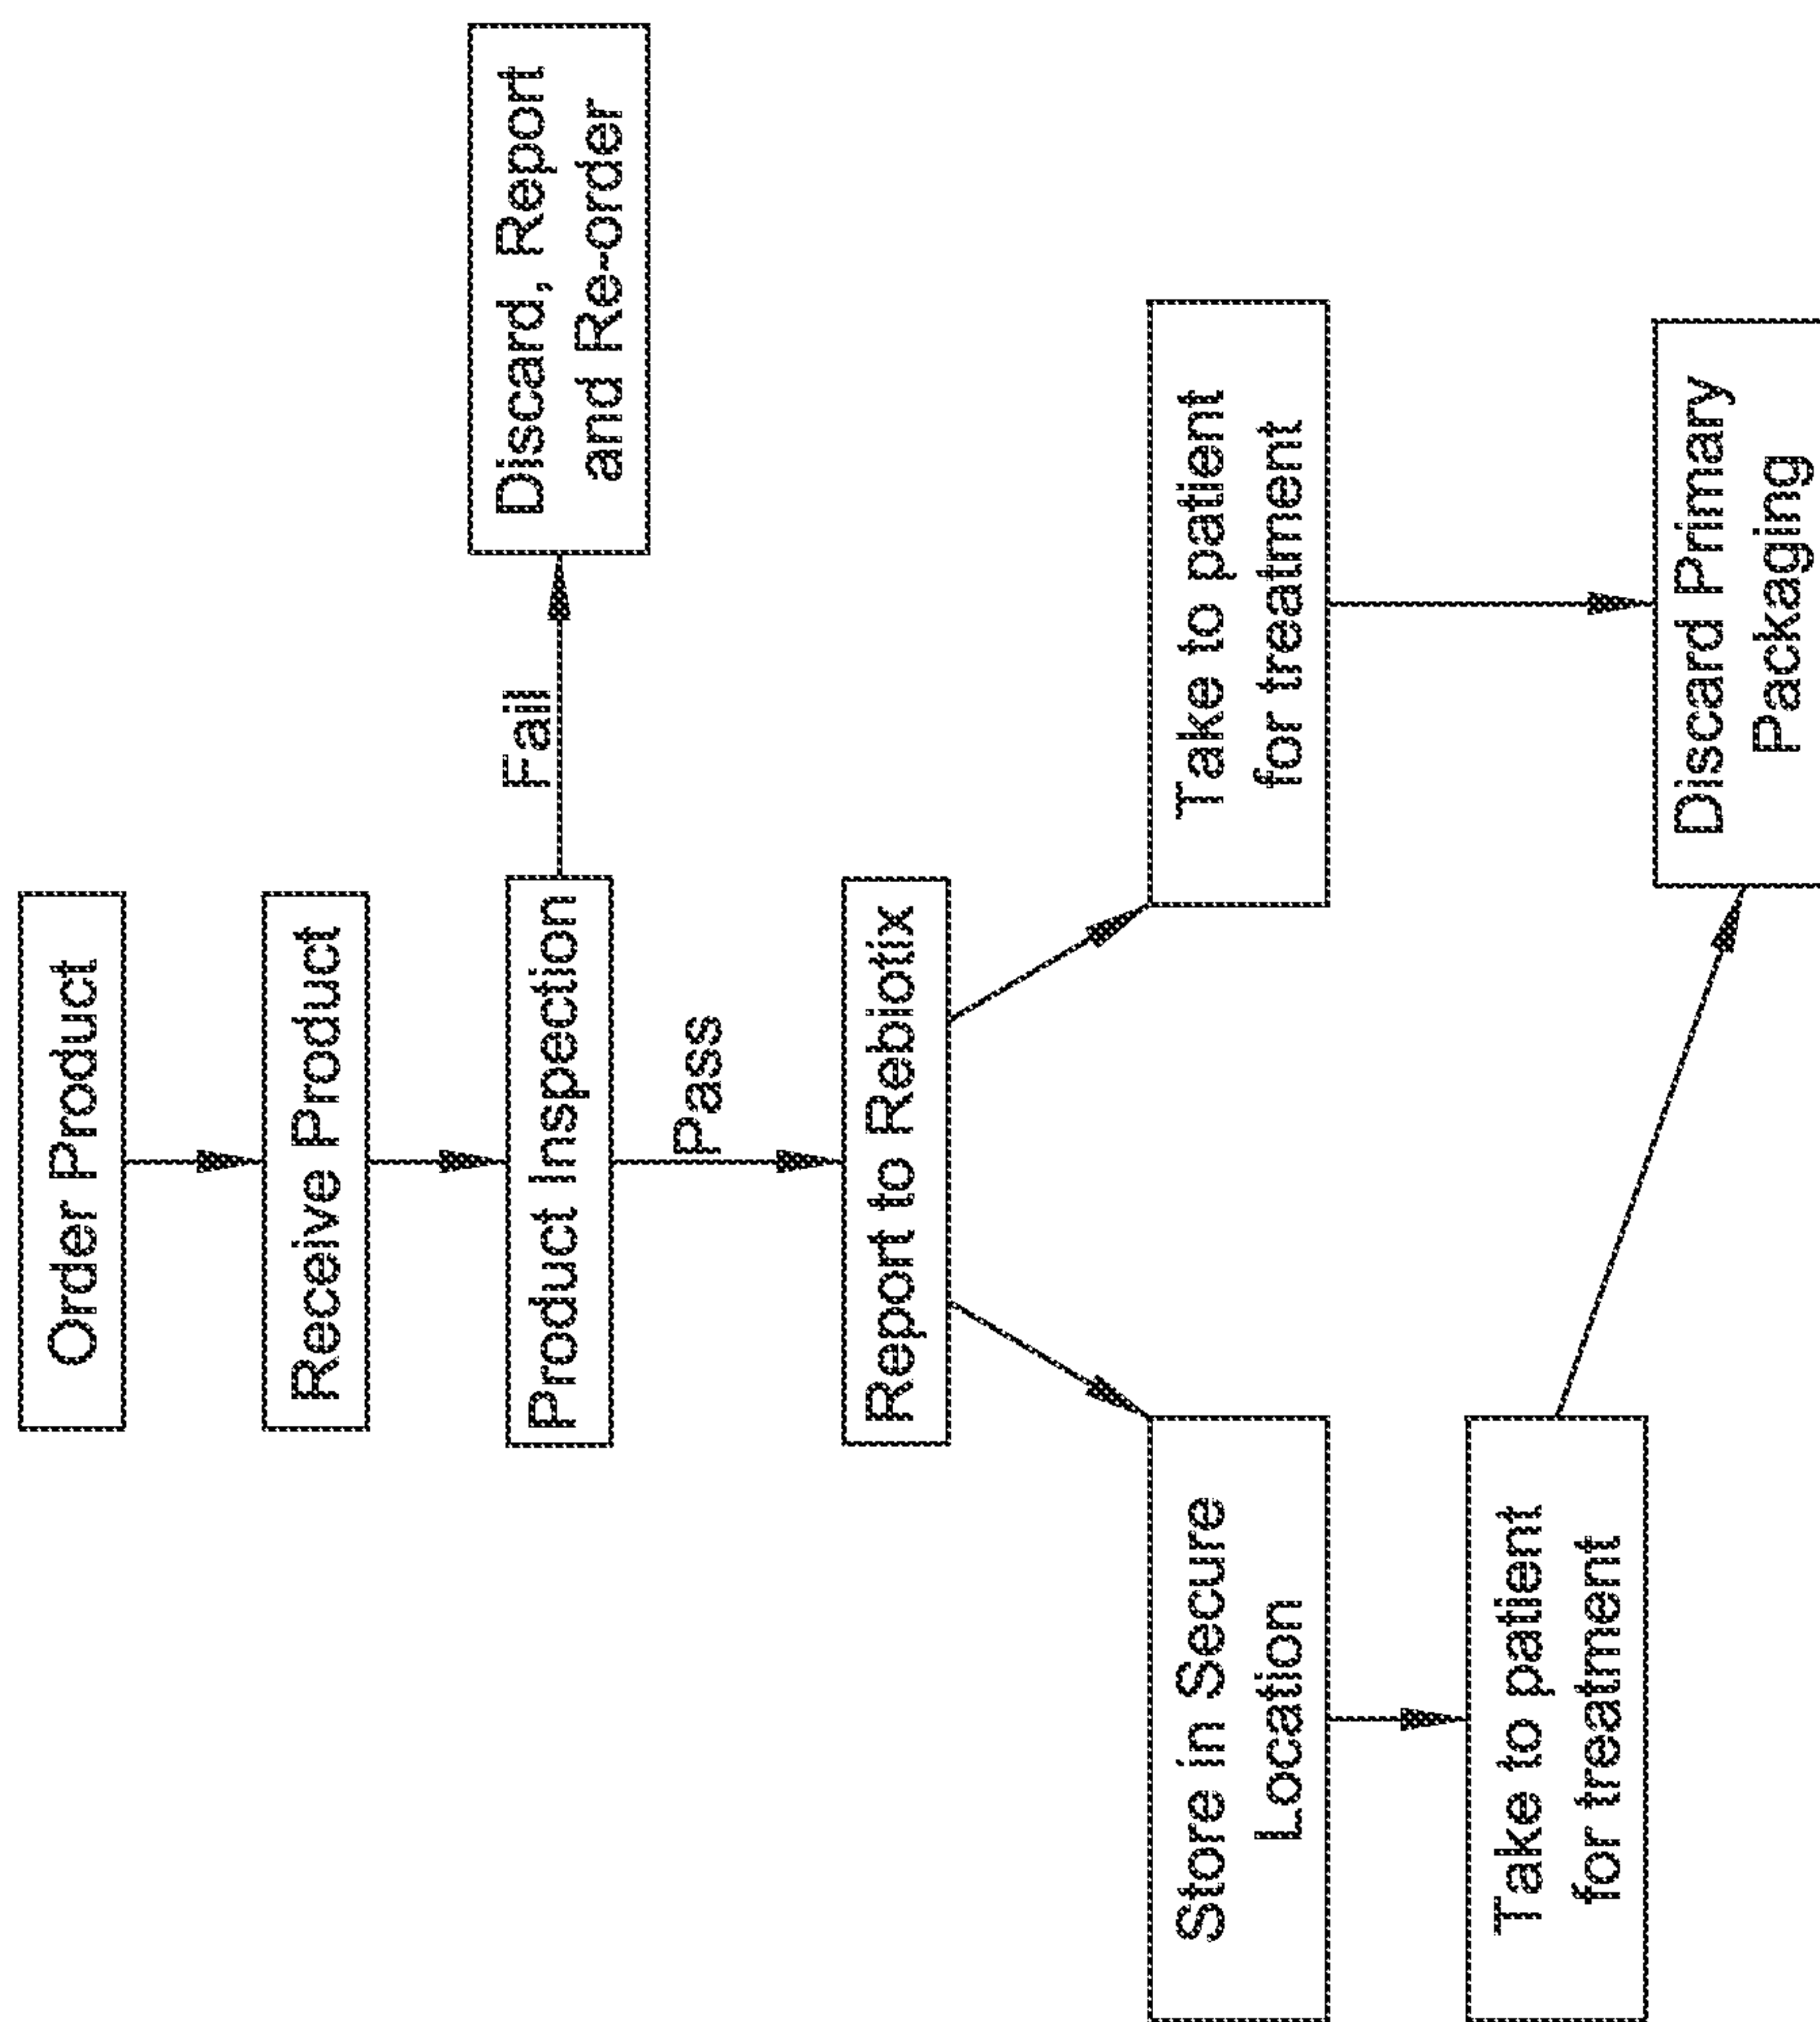 Order Product
Receive Product
Product Inspection
Fail
Discard, Report
and Re-order
Pass
Report to Rebiotix
Store in Secure
Location
Take to patient
for treatment
Take to patient
for treatment
Discard Primary
Packaging